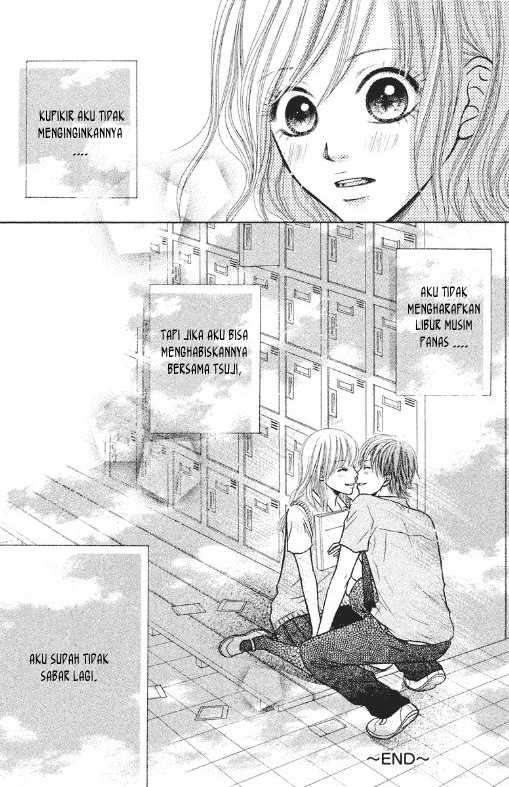 KUPIKIR AKU TIDAK
MENGINGINKANNYA
....
AKU TIDAK
MENGHARAPKAN
LIBUR MUSIM
PANAS ....
TAPI JIKA AKU BISA
MENGHABISKANNYA
BERSAMA TSUJI,
AKU SUDAH TIDAK
SABAR LAGI.
~END~